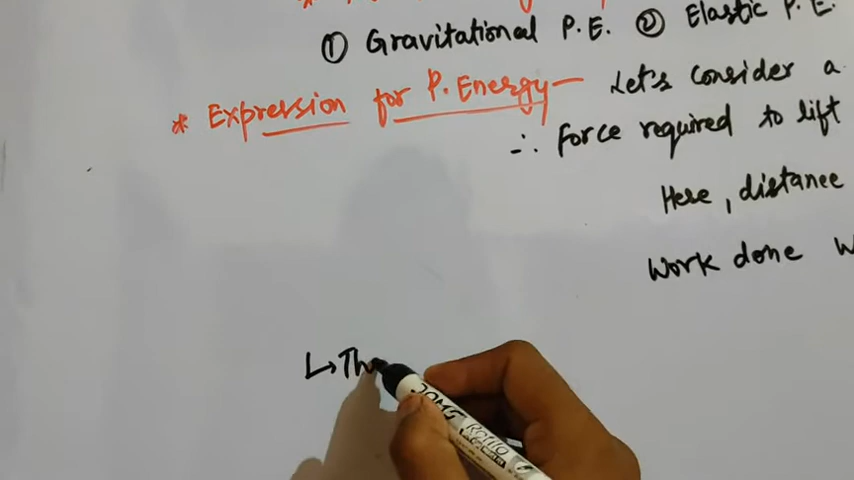 ① Gravitational P.E. ② Elastic P.E.
* Expression for P. Energy — Let's consider a
∴ Force required to lift
Here, distance
Work done W
↳ Th